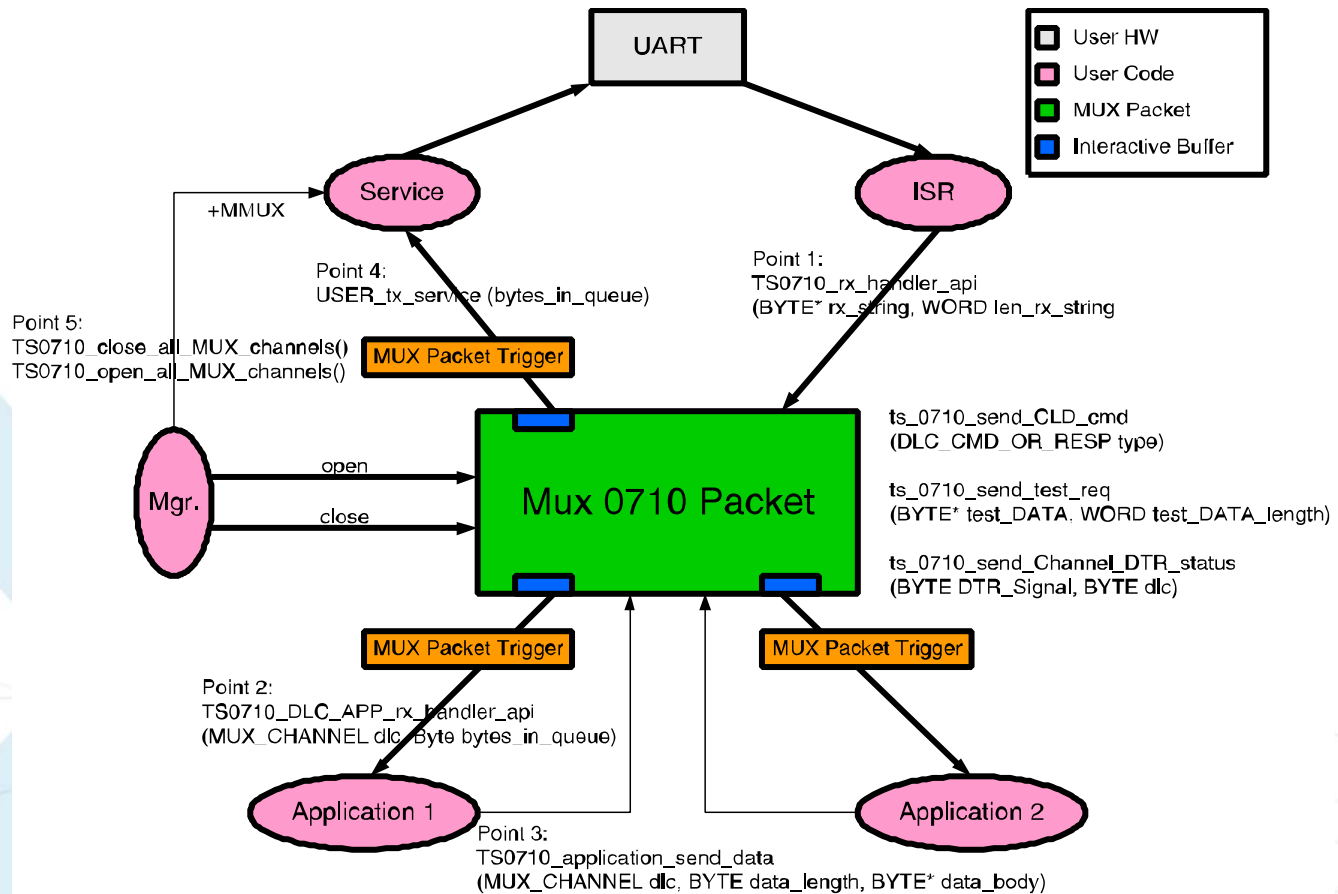 UART
User HW
User Code
MUX Packet
Interactive Buffer
Service
ISR
+MMUX
Point 1:
TS0710_rx_handler_api
(BYTE* rx_string, WORD len_rx_string
Point 4:
USER_tx_service (bytes_in_queue)
Point 5:
TS0710_close_all_MUX_channels()
TS0710_open_all_MUX_channels()
MUX Packet Trigger
ts_0710_send_CLD_cmd
(DLC_CMD_OR_RESP type)
ts_0710_send_test_req
(BYTE* test_DATA, WORD test_DATA_length)
ts_0710_send_Channel_DTR_status
(BYTE DTR_Signal, BYTE dlc)
open
Mgr.
close
Mux 0710 Packet
MUX Packet Trigger
MUX Packet Trigger
Point 2:
TS0710_DLC_APP_rx_handler_api
(MUX_CHANNEL dlc, Byte bytes_in_queue)
Application 1
Application 2
Point 3:
TS0710_application_send_data
(MUX_CHANNEL dlc, BYTE data_length, BYTE* data_body)